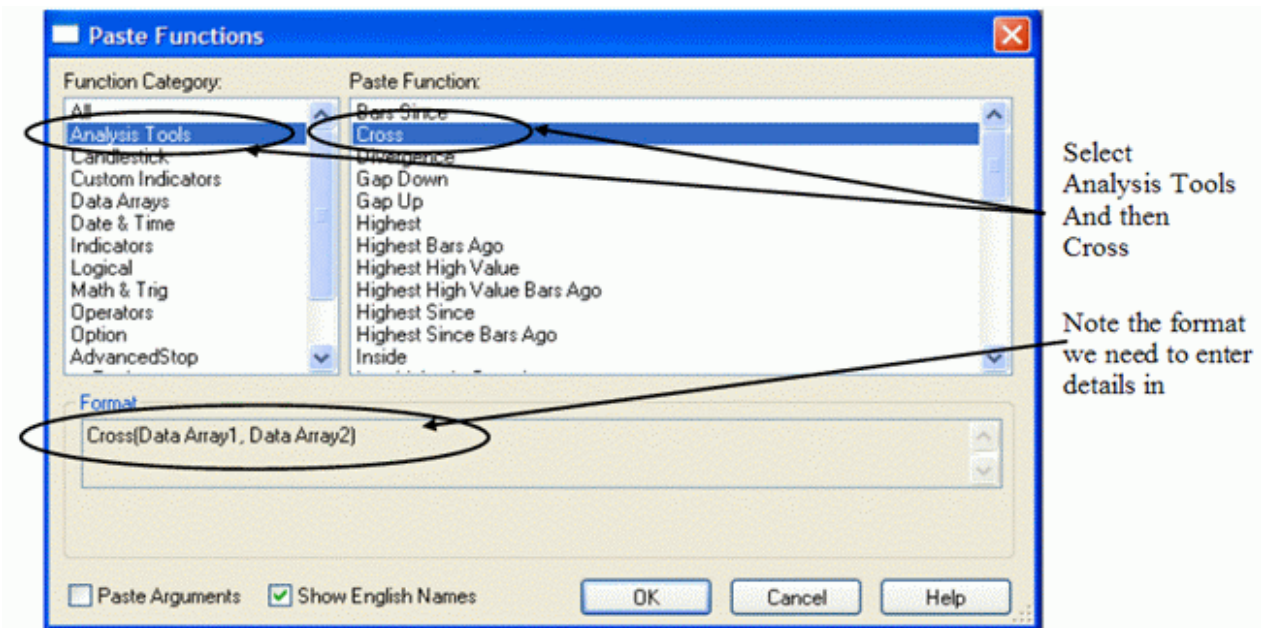 Paste Functions
Function Category:
Paste Function:
All
Analysis Tools
Candlestick
Custom Indicators
Data Arrays
Date & Time
Indicators
Logical
Math & Trig
Operators
Option
AdvancedStop
Bars Since
Cross
Divergence
Gap Down
Gap Up
Highest
Highest Bars Ago
Highest High Value
Highest High Value Bars Ago
Highest Since
Highest Since Bars Ago
Inside
Format
Cross(Data Array1, Data Array2)
Paste Arguments
Show English Names
OK
Cancel
Help
Select
Analysis Tools
And then
Cross
Note the format
we need to enter
details in